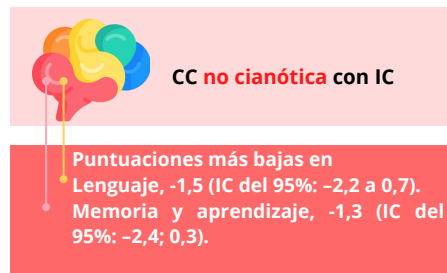 CC no cianótica con IC
Puntuaciones más bajas en
Lenguaje, -1,5 (IC del 95%: –2,2 a 0,7).
Memoria y aprendizaje, -1,3 (IC del
95%: –2,4; 0,3).